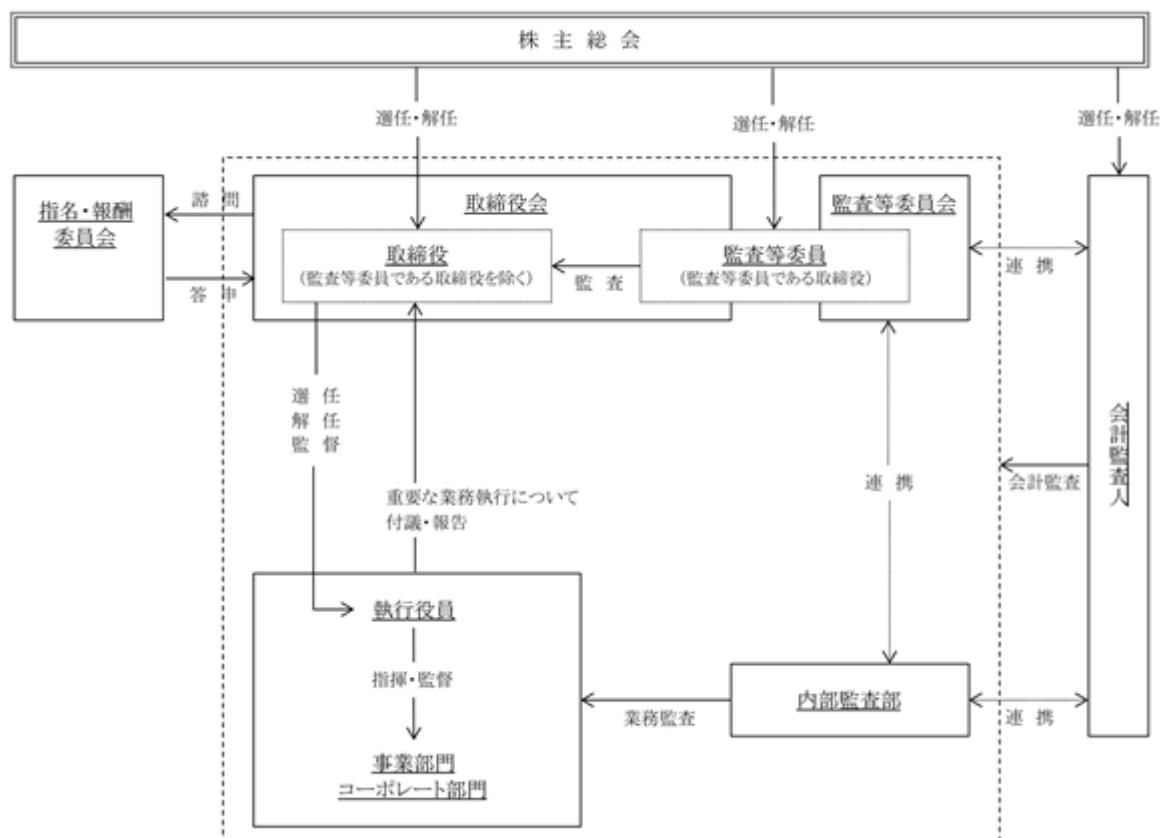 株主総会
選任・解任
選任・解任
選任・解任
指名・報酬
委員会
諮問
答申
取締役会
取締役
(監査等委員である取締役を除く)
監査
監査等委員会
監査等委員
(監査等委員である取締役)
連携
選任
解任
監督
重要な業務執行について
付議・報告
連携
会計監査
会計監査人
執行役員
指揮・監督
事業部門
コーポレート部門
業務監査
内部監査部
連携